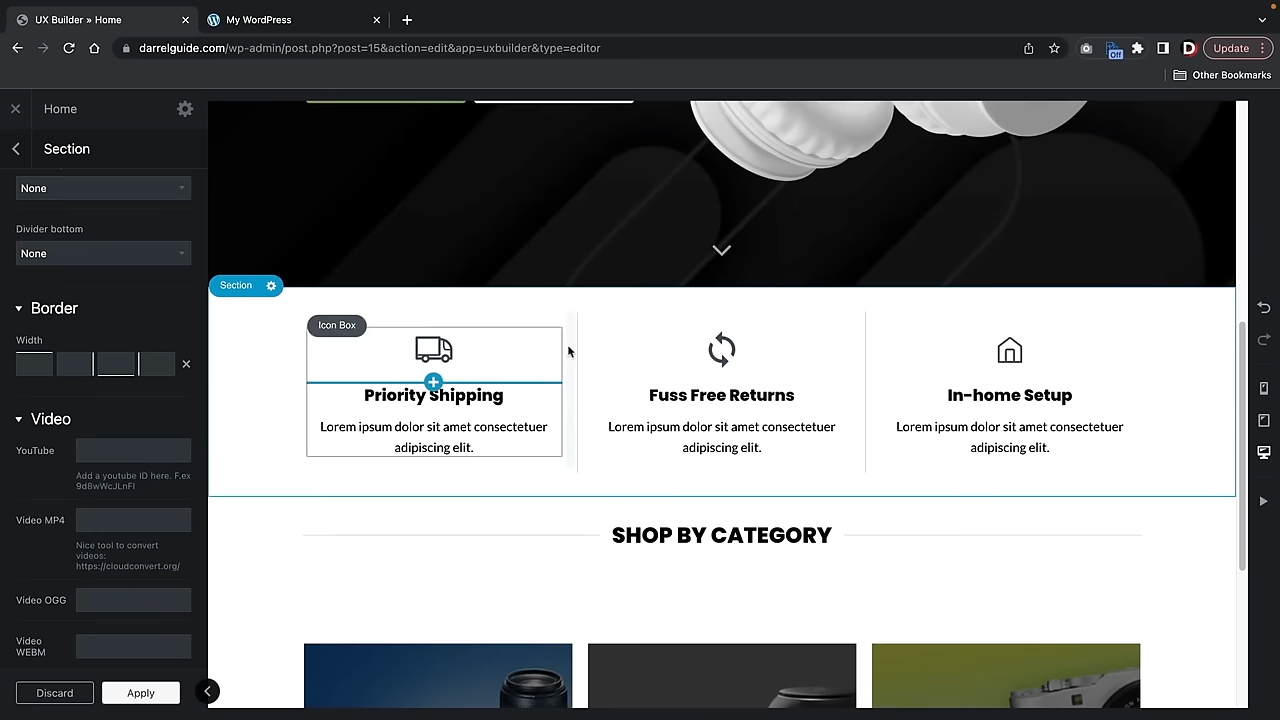 UX Builder » Home
My WordPress
darrelguide.com/wp-admin/post.php?post=15&action=edit&app=uxbuilder&type=editor
Off
D
Update
Other Bookmarks
Home
Section
None
Divider bottom
None
Border
Width
Video
YouTube
Add a youtube ID here. F.ex
9d8wWcJLnFI
Video MP4
Nice tool to convert
videos:
https://cloudconvert.org/
Video OGG
Video
WEBM
Discard
Apply
Section
Icon Box
Priority Shipping
Lorem ipsum dolor sit amet consectetuer
adipiscing elit.
Fuss Free Returns
Lorem ipsum dolor sit amet consectetuer
adipiscing elit.
In-home Setup
Lorem ipsum dolor sit amet consectetuer
adipiscing elit.
SHOP BY CATEGORY